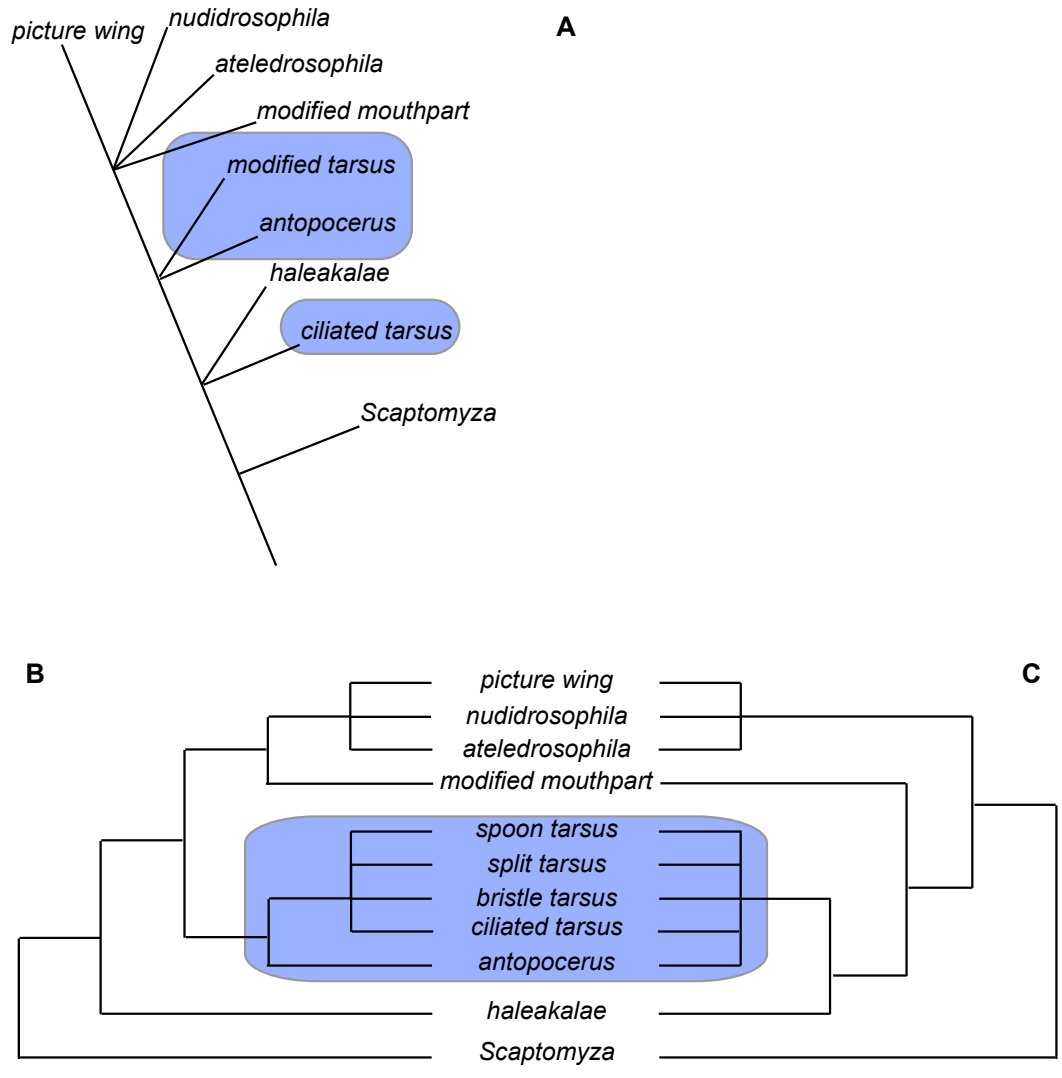 picture wing
nudidrosophila
A
ateledrosophila
modified mouthpart
modified tarsus
antopocerus
haleakalae
ciliated tarsus
Scaptomyza
B
C
picture wing
nudidrosophila
ateledrosophila
modified mouthpart
spoon tarsus
split tarsus
bristle tarsus
ciliated tarsus
antopocerus
haleakalae
Scaptomyza